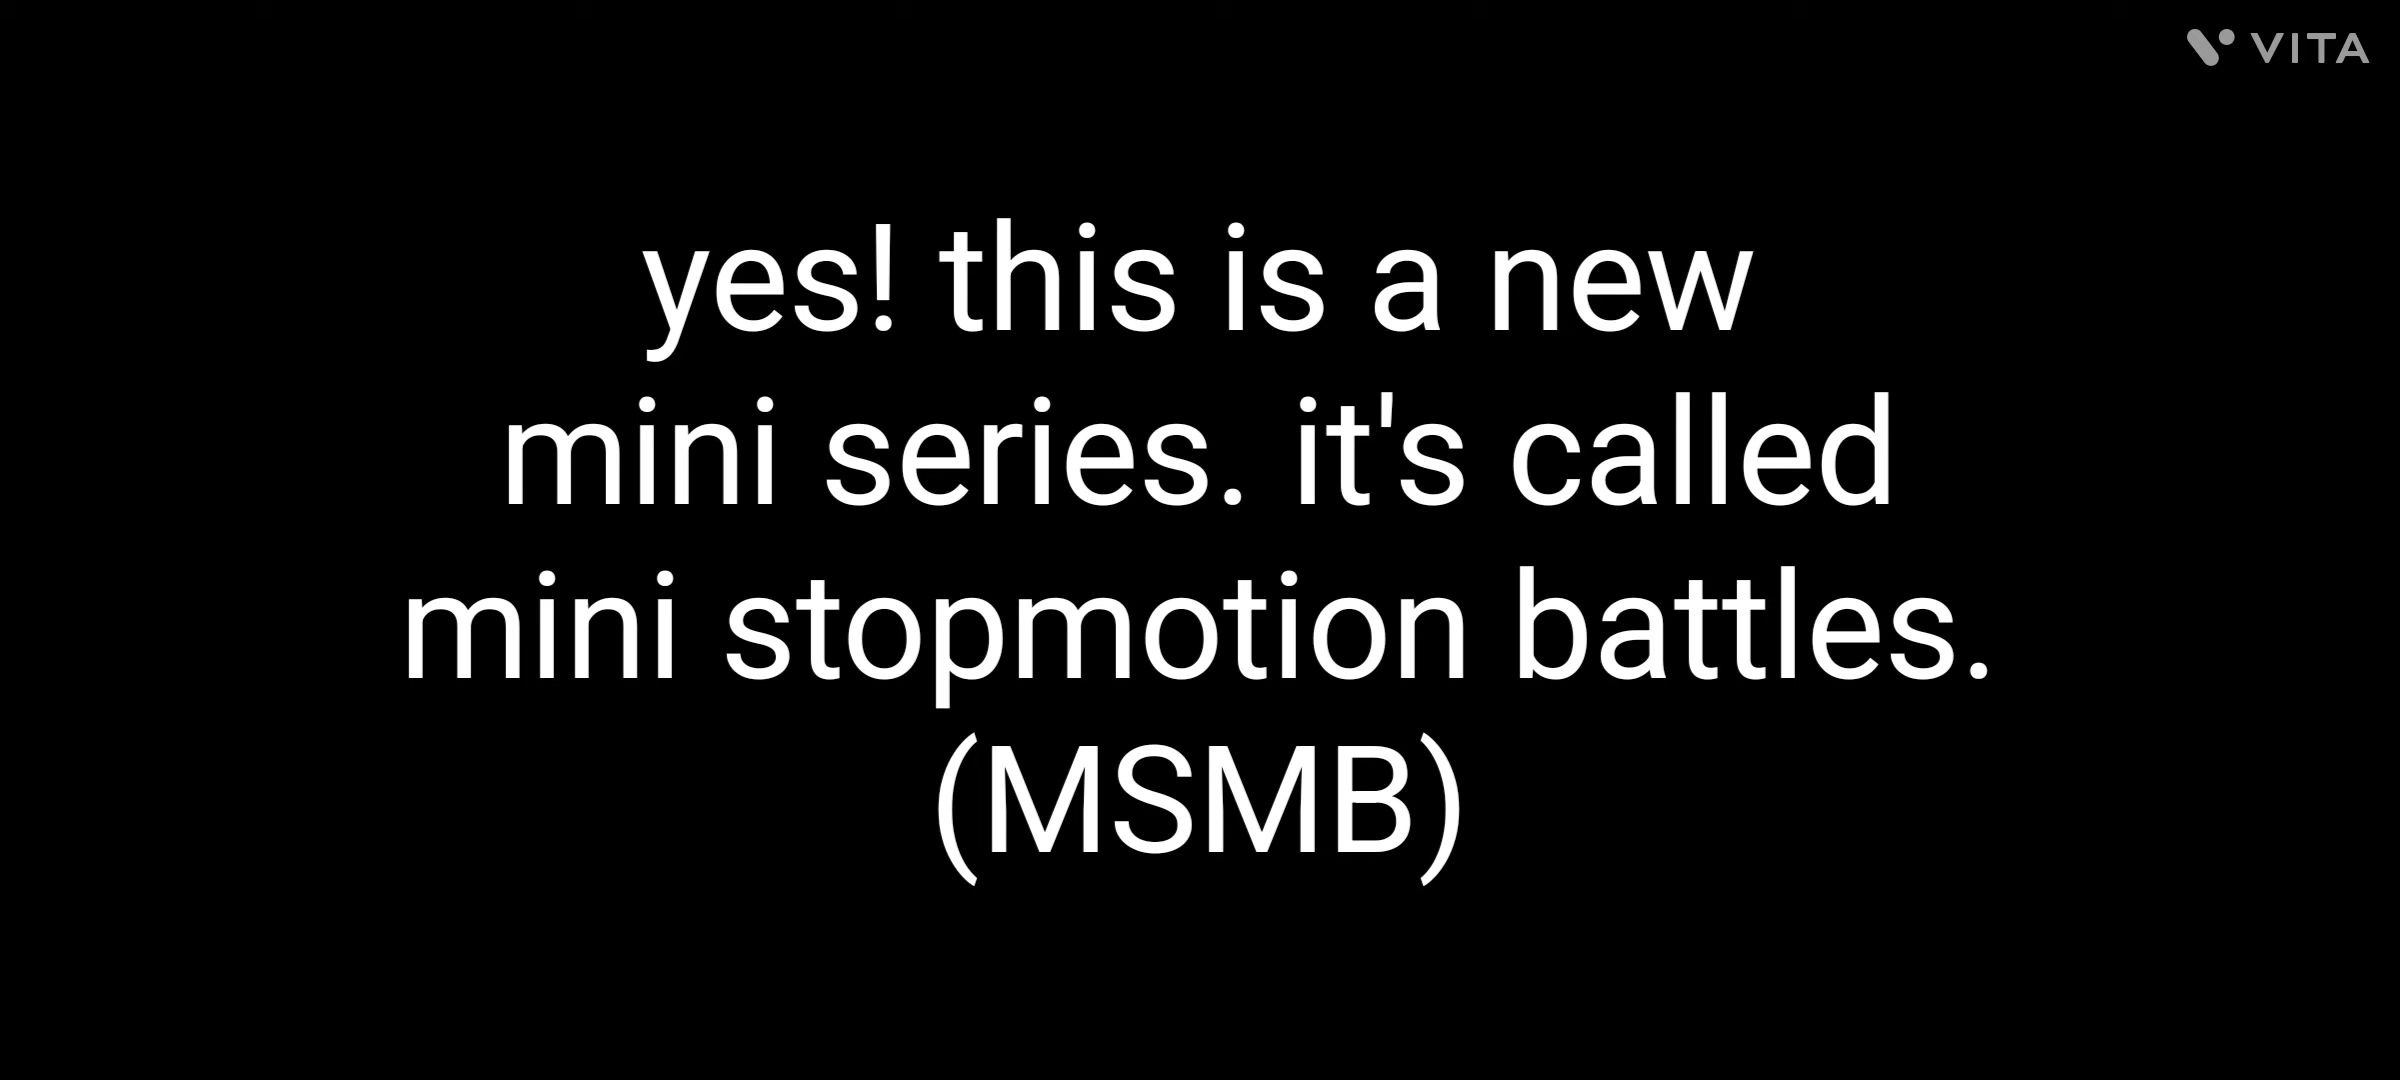 VITA
yes! this is a new
mini series. it's called
mini stopmotion battles.
(MSMB)